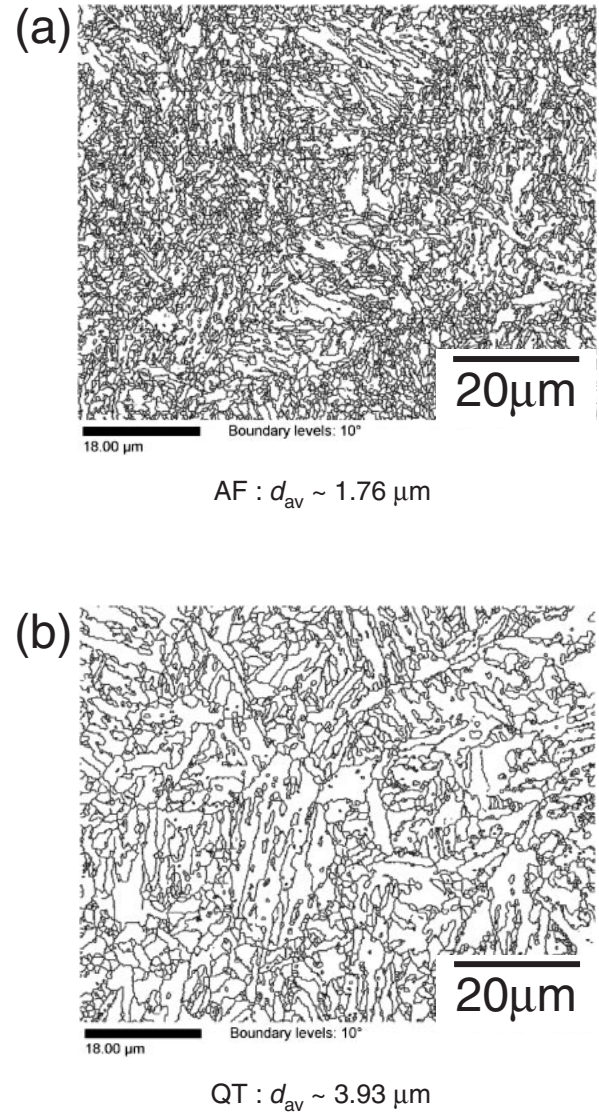 (a)
20μm
Boundary levels: 10°
18.00 μm
AF : dav ~ 1.76 μm
(b)
20μm
Boundary levels: 10°
18.00 μm
QT : dav ~ 3.93 μm